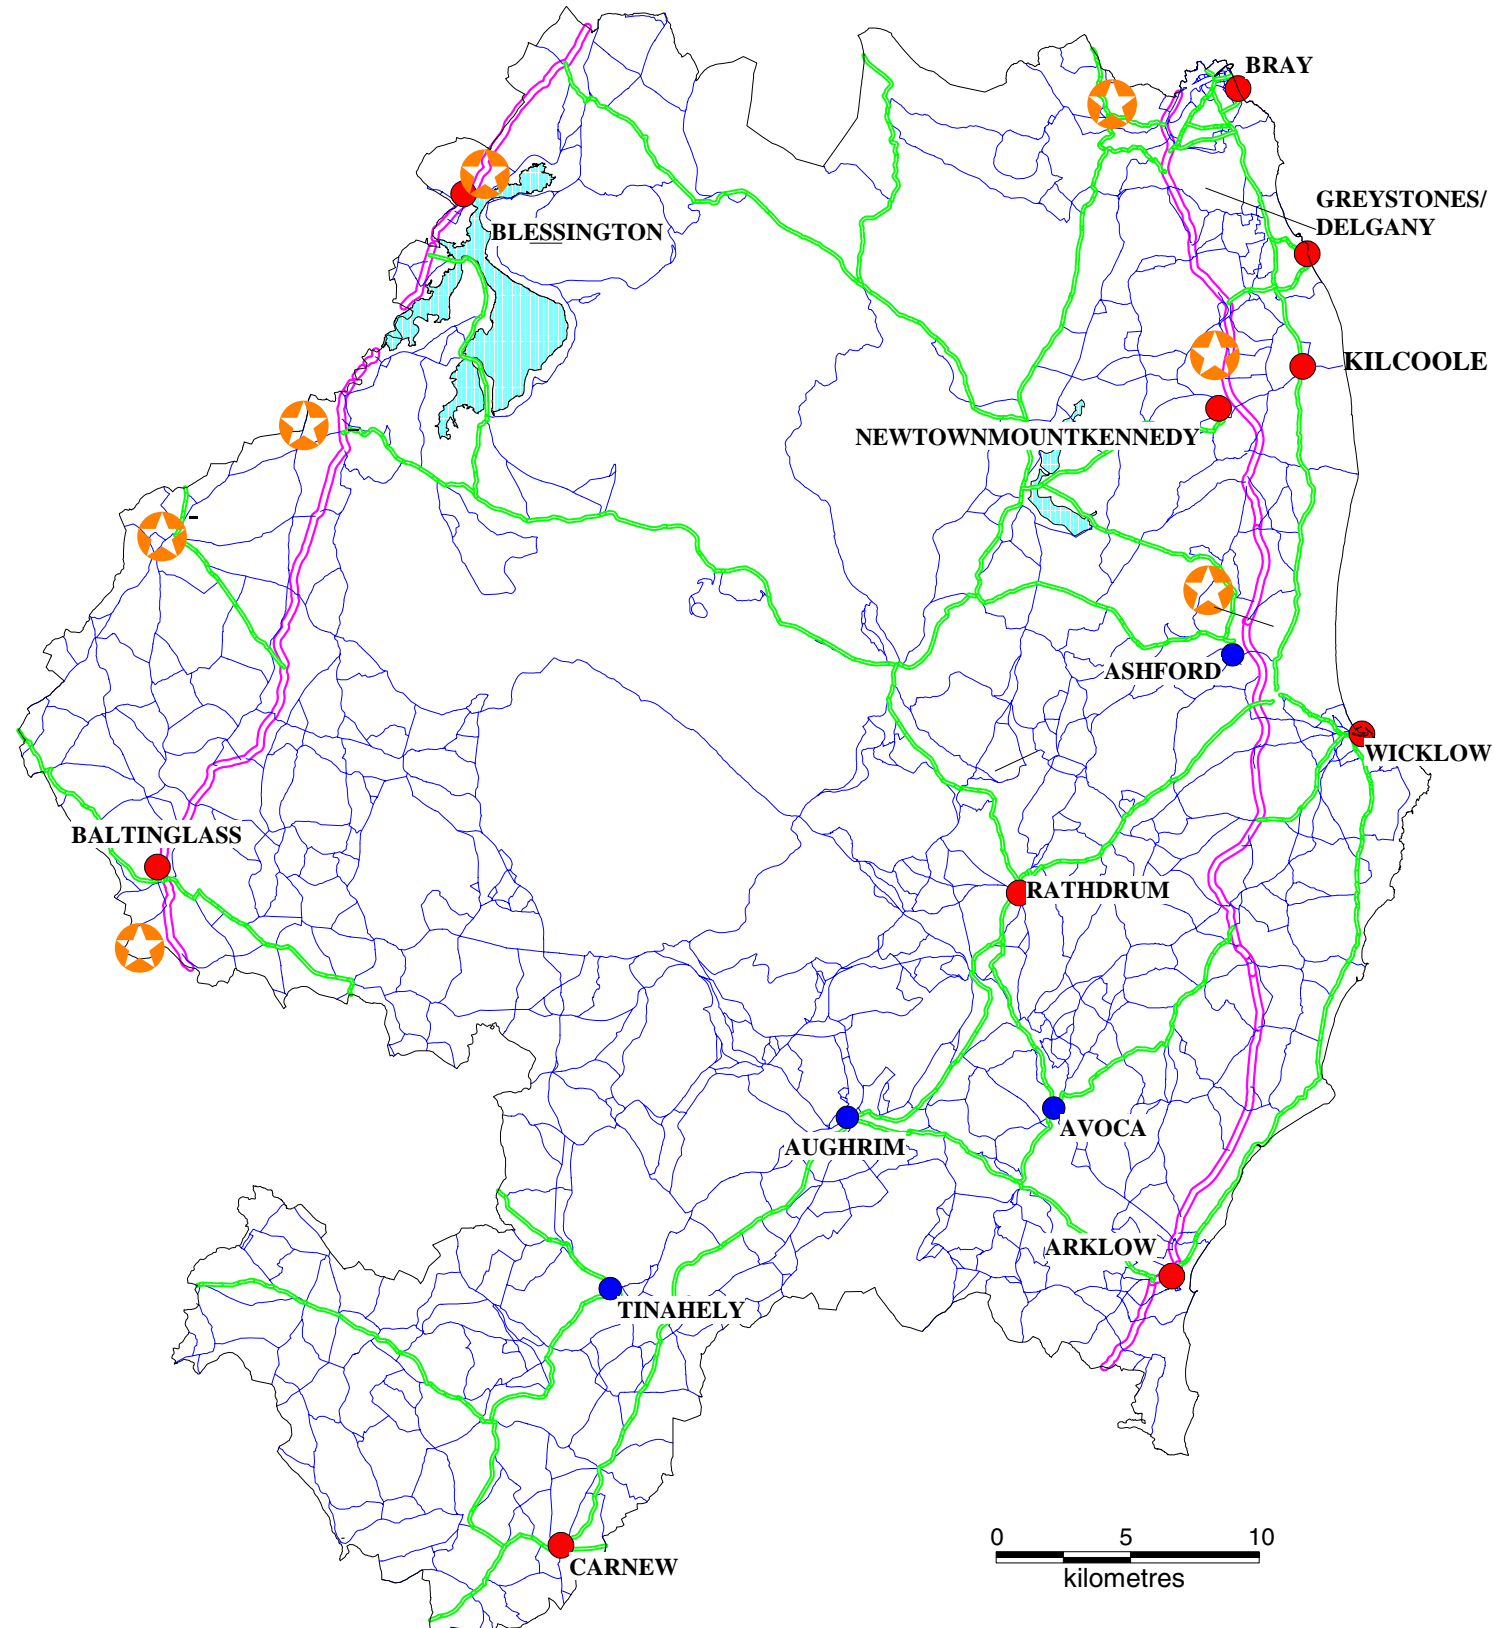 BRAY
GREYSTONES/
DELGANY
BLESSINGTON
KILCOOLE
NEWTOWNMOUNTKENNEDY
ASHFORD
WICKLOW
BALTINGLASS
RATHDRUM
AVOCA
AUGHRIM
ARKLOW
TINAHELY
CARNEW
0 5 10
kilometres